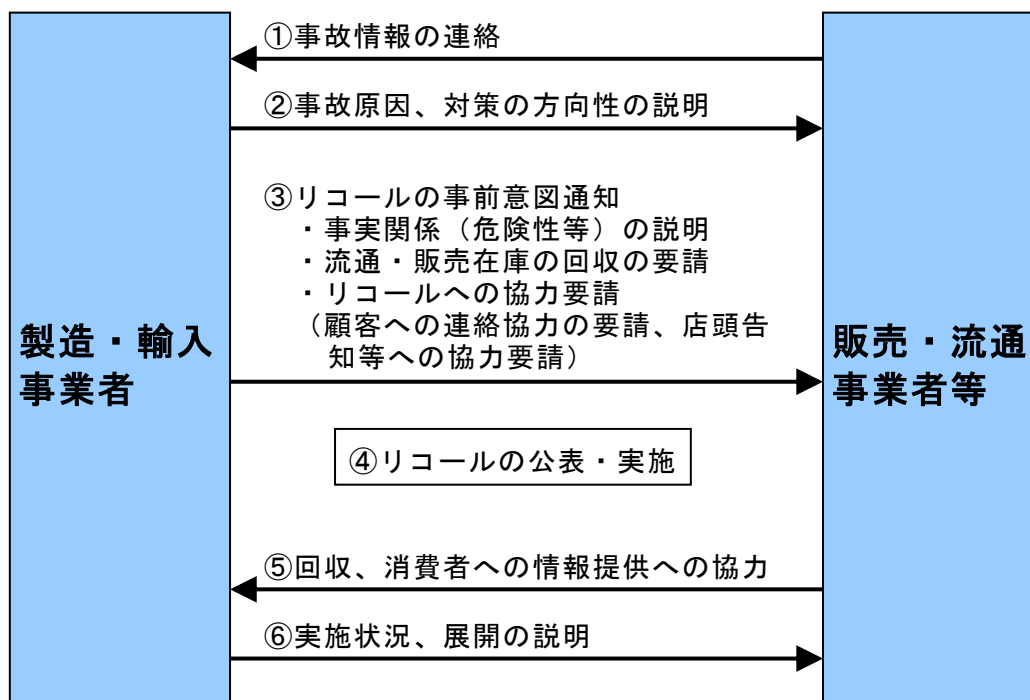 ①事故情報の連絡
②事故原因、対策の方向性の説明
③リコールの事前意図通知
・事実関係（危険性等）の説明
・流通・販売在庫の回収の要請
・リコールへの協力要請
（顧客への連絡協力の要請、店頭告
知等への協力要請）
製造・輸入
事業者
販売・流通
事業者等
④リコールの公表・実施
⑤回収、消費者への情報提供への協力
⑥実施状況、展開の説明